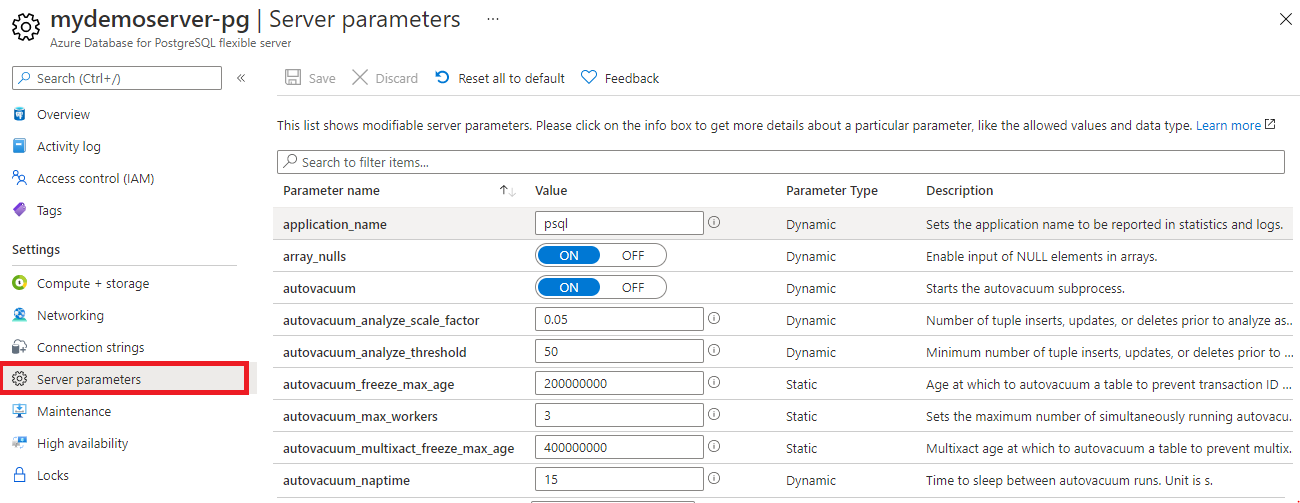 mydemoserver-pg | Server parameters ...
Azure Database for PostgreSQL flexible server
Search (Ctrl+/) «
Save Discard Reset all to default Feedback
Overview
Activity log
Access control (IAM)
Tags
Settings
Compute + storage
Networking
Connection strings
Server parameters
Maintenance
High availability
Locks
This list shows modifiable server parameters. Please click on the info box to get more details about a particular parameter, like the allowed values and data type. Learn more
Search to filter items...
Parameter name ↑↓ Value Parameter Type Description
application_name psql Dynamic Sets the application name to be reported in statistics and logs.
array_nulls ON OFF Dynamic Enable input of NULL elements in arrays.
autovacuum ON OFF Dynamic Starts the autovacuum subprocess.
autovacuum_analyze_scale_factor 0.05 Dynamic Number of tuple inserts, updates, or deletes prior to analyze as..
autovacuum_analyze_threshold 50 Dynamic Minimum number of tuple inserts, updates, or deletes prior to ...
autovacuum_freeze_max_age 200000000 Static Age at which to autovacuum a table to prevent transaction ID ...
autovacuum_max_workers 3 Static Sets the maximum number of simultaneously running autovacu.
autovacuum_multixact_freeze_max_age 400000000 Static Multixact age at which to autovacuum a table to prevent multix.
autovacuum_naptime 15 Dynamic Time to sleep between autovacuum runs. Unit is s.